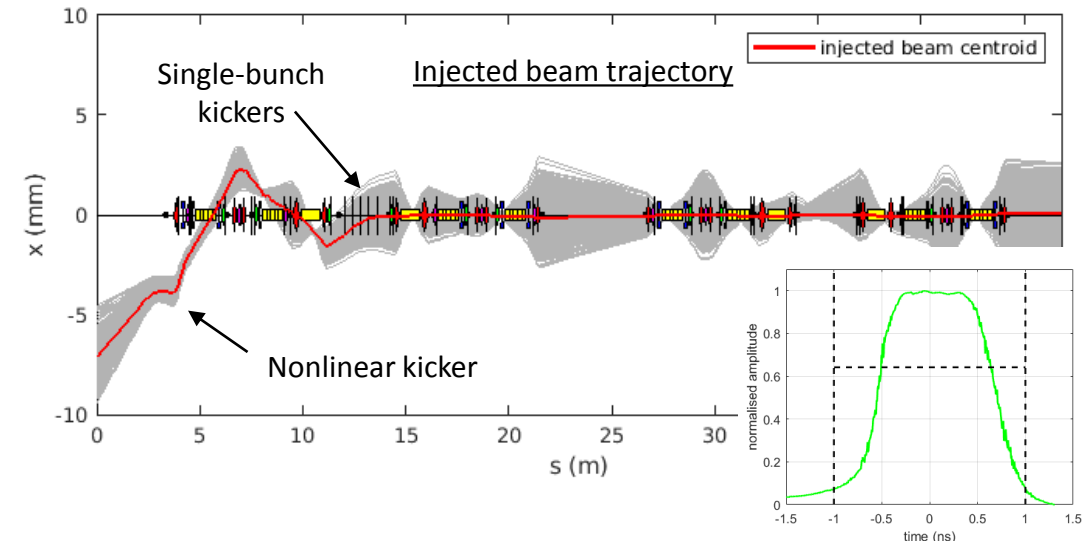 10
5
0
-5
-10
x (mm)
0
5
10
15
20
25
30
s (m)
Single-bunch
kickers
Injected beam trajectory
injected beam centroid
Nonlinear kicker
1
0.8
0.6
0.4
0.2
0
normalised amplitude
-1.5
-1
-0.5
0
0.5
1
1.5
time (ns)